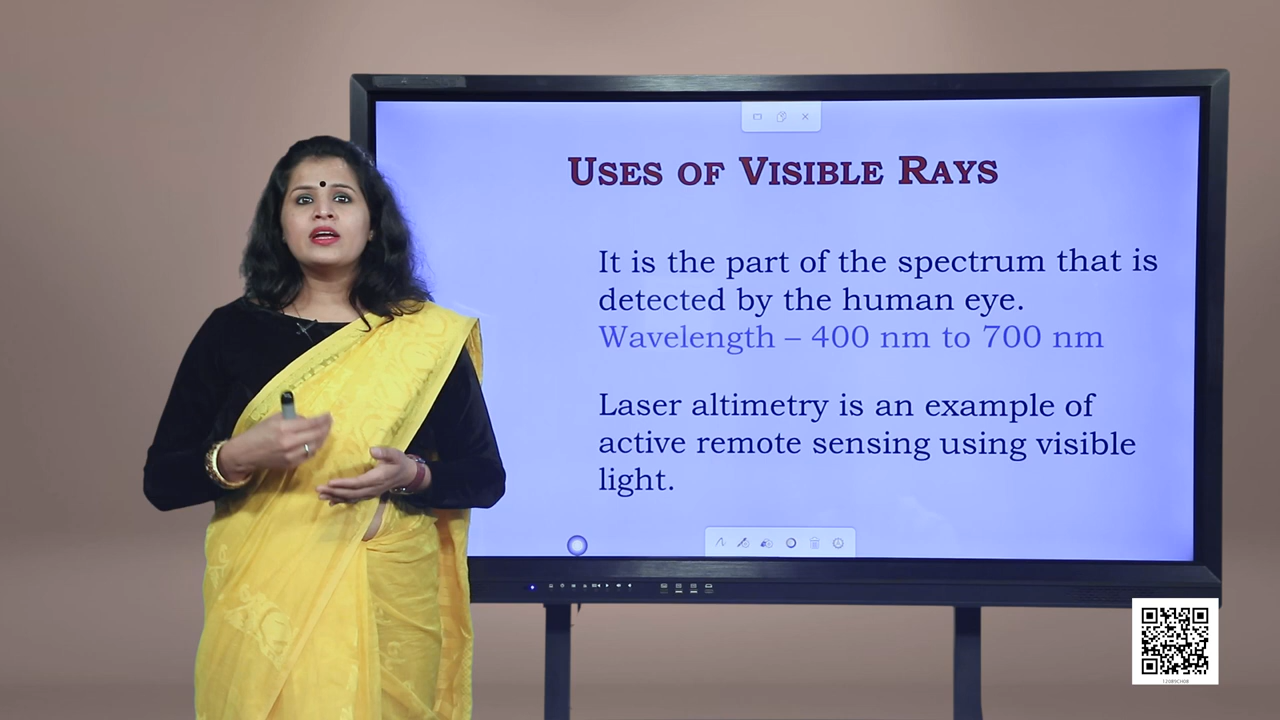 USES OF VISIBLE RAYS
It is the part of the spectrum that is
detected by the human eye.
Wavelength – 400 nm to 700 nm
Laser altimetry is an example of
active remote sensing using visible
light.